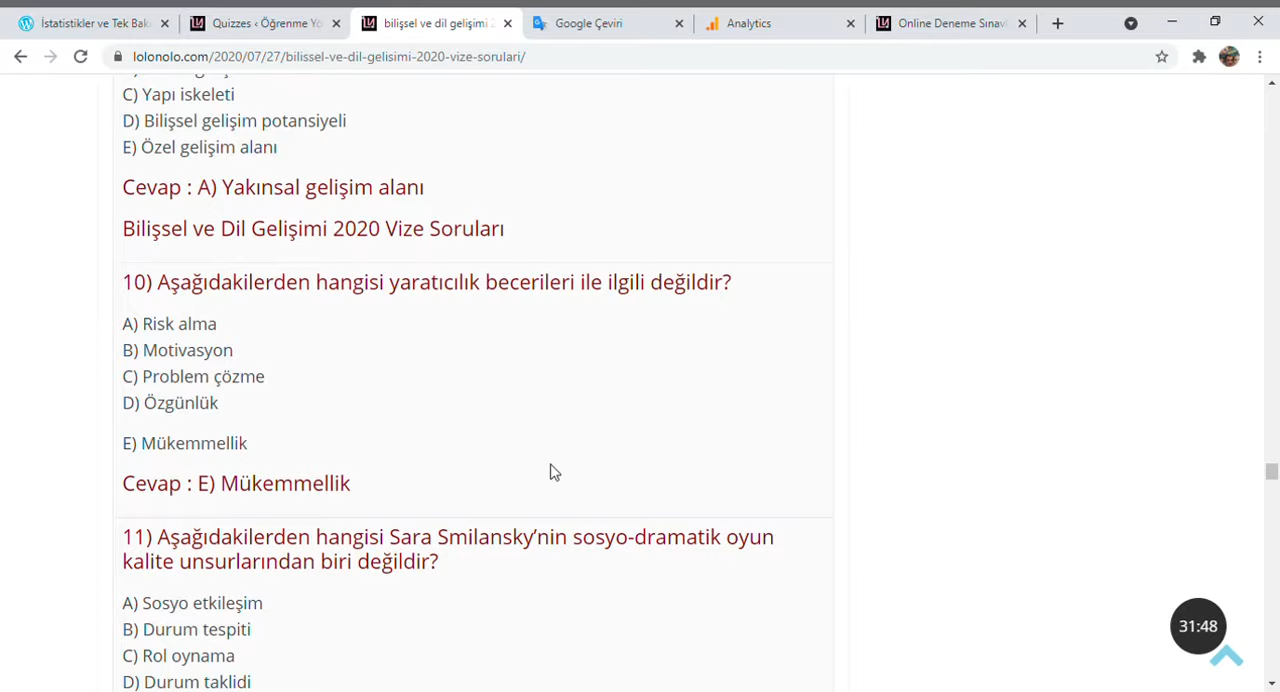 İstatistikler ve Tek Bak
Quizzes ‹ Öğrenme Yö
bilişsel ve dil gelişimi 2
Google Çeviri
Analytics
Online Deneme Sınavl
lolonolo.com/2020/07/27/bilissel-ve-dil-gelisimi-2020-vize-sorulari/
C) Yapı iskeleti
D) Bilişsel gelişim potansiyeli
E) Özel gelişim alanı
Cevap : A) Yakınsal gelişim alanı
Bilişsel ve Dil Gelişimi 2020 Vize Soruları
10) Aşağıdakilerden hangisi yaratıcılık becerileri ile ilgili değildir?
A) Risk alma
B) Motivasyon
C) Problem çözme
D) Özgünlük
E) Mükemmellik
Cevap : E) Mükemmellik
11) Aşağıdakilerden hangisi Sara Smilansky’nin sosyo-dramatik oyun
kalite unsurlarından biri değildir?
A) Sosyo etkileşim
B) Durum tespiti
C) Rol oynama
D) Durum taklidi
31:48